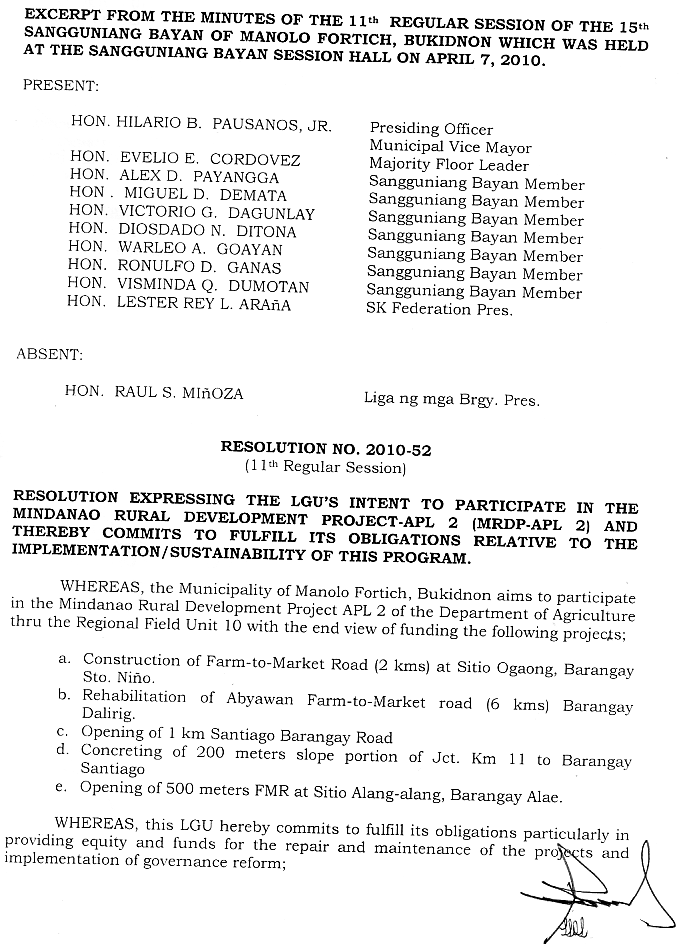 EXCERPT FROM THE MINUTES OF THE 11th REGULAR SESSION OF THE 15th
SANGGUNIANG BAYAN OF MANOLO FORTICH, BUKIDNON WHICH WAS HELD
AT THE SANGGUNIANG BAYAN SESSION HALL ON APRIL 7, 2010.
PRESENT:
HON. HILARIO B. PAUSANOS, JR. Presiding Officer
Municipal Vice Mayor
HON. EVELIO E. CORDOVEZ Majority Floor Leader
HON. ALEX D. PAYANGGA Sangguniang Bayan Member
HON . MIGUEL D. DEMATA Sangguniang Bayan Member
HON. VICTORIO G. DAGUNLAY Sangguniang Bayan Member
HON. DIOSDADO N. DITONA Sangguniang Bayan Member
HON. WARLEO A. GOAYAN Sangguniang Bayan Member
HON. RONULFO D. GANAS Sangguniang Bayan Member
HON. VISMINDA Q. DUMOTAN Sangguniang Bayan Member
HON. LESTER REY L. ARAñA SK Federation Pres.
ABSENT:
HON. RAUL S. MIñOZA Liga ng mga Brgy. Pres.
RESOLUTION NO. 2010-52
(11th Regular Session)
RESOLUTION EXPRESSING THE LGU'S INTENT TO PARTICIPATE IN THE
MINDANAO RURAL DEVELOPMENT PROJECT-APL 2 (MRDP-APL 2) AND
THEREBY COMMITS TO FULFILL ITS OBLIGATIONS RELATIVE TO THE
IMPLEMENTATION/SUSTAINABILITY OF THIS PROGRAM.
WHEREAS, the Municipality of Manolo Fortich, Bukidnon aims to participate
in the Mindanao Rural Development Project APL 2 of the Department of Agriculture
thru the Regional Field Unit 10 with the end view of funding the following projects;
a. Construction of Farm-to-Market Road (2 kms) at Sitio Ogaong, Barangay
Sto. Niño.
b. Rehabilitation of Abyawan Farm-to-Market road (6 kms) Barangay
Dalirig.
c. Opening of 1 km Santiago Barangay Road
d. Concreting of 200 meters slope portion of Jct. Km 11 to Barangay
Santiago
e. Opening of 500 meters FMR at Sitio Alang-alang, Barangay Alae.
WHEREAS, this LGU hereby commits to fulfill its obligations particularly in
providing equity and funds for the repair and maintenance of the projects and
implementation of governance reform;